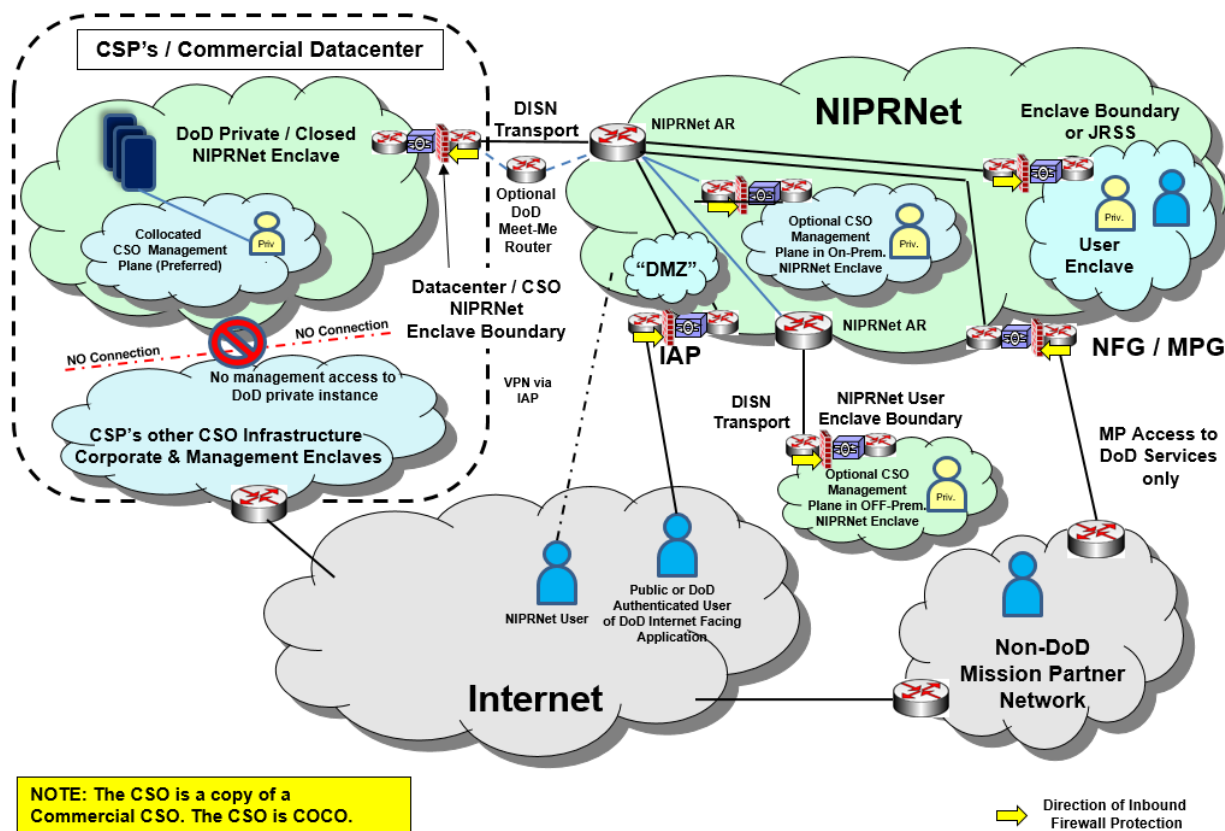 CSP's / Commercial Datacenter
DoD Private / Closed
NIPRNet Enclave
Collocated
CSO Management
Plane (Preferred)
Priv
DISN
Transport
Optional
DoD
Meet-Me
Router
Datacenter / CSO
NIPRNet
Enclave Boundary
NO Connection
NO Connection
No management access to
DoD private instance
CSP's other CSO Infrastructure
Corporate & Management Enclaves
NIPRNet AR
NIPRNet
Enclave Boundary
or JRSS
Priv.
User
Enclave
Optional CSO
Management
Plane in On-Prem.
NIPRNet Enclave
Priv.
“DMZ”
IAP
NIPRNet AR
NFG / MPG
VPN via
IAP
DISN
Transport
NIPRNet User
Enclave Boundary
Optional CSO
Management
Plane in OFF-Prem.
NIPRNet Enclave
Priv.
MP Access to
DoD Services
only
NIPRNet User
Public or DoD
Authenticated User
of DoD Internet Facing
Application
Internet
Non-DoD
Mission Partner
Network
NOTE: The CSO is a copy of a
Commercial CSO. The CSO is COCO.
Direction of Inbound
Firewall Protection